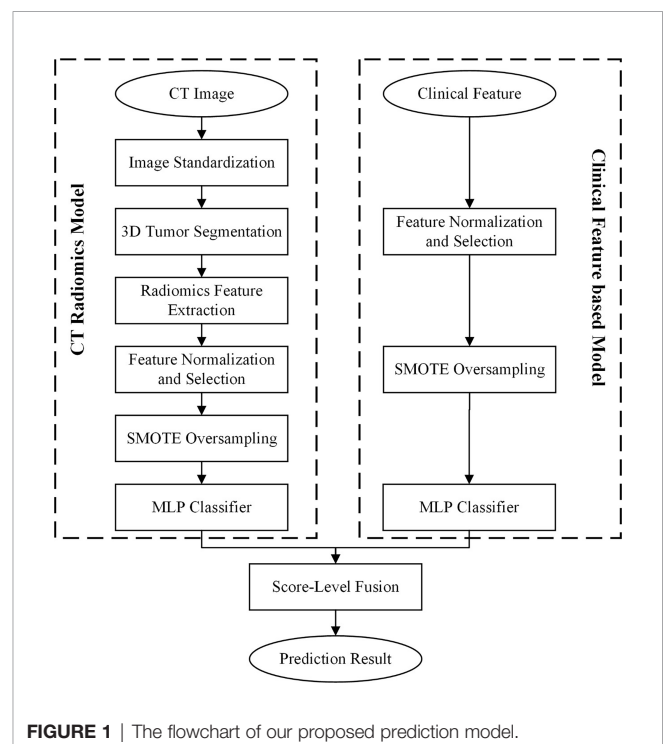 CT Radiomics Model
CT Image
Image Standardization
3D Tumor Segmentation
Radiomics Feature
Extraction
Feature Normalization
and Selection
SMOTE Oversampling
MLP Classifier
Clinical Feature based Model
Clinical Feature
Feature Normalization
and Selection
SMOTE Oversampling
MLP Classifier
Score-Level Fusion
Prediction Result
FIGURE 1 | The flowchart of our proposed prediction model.